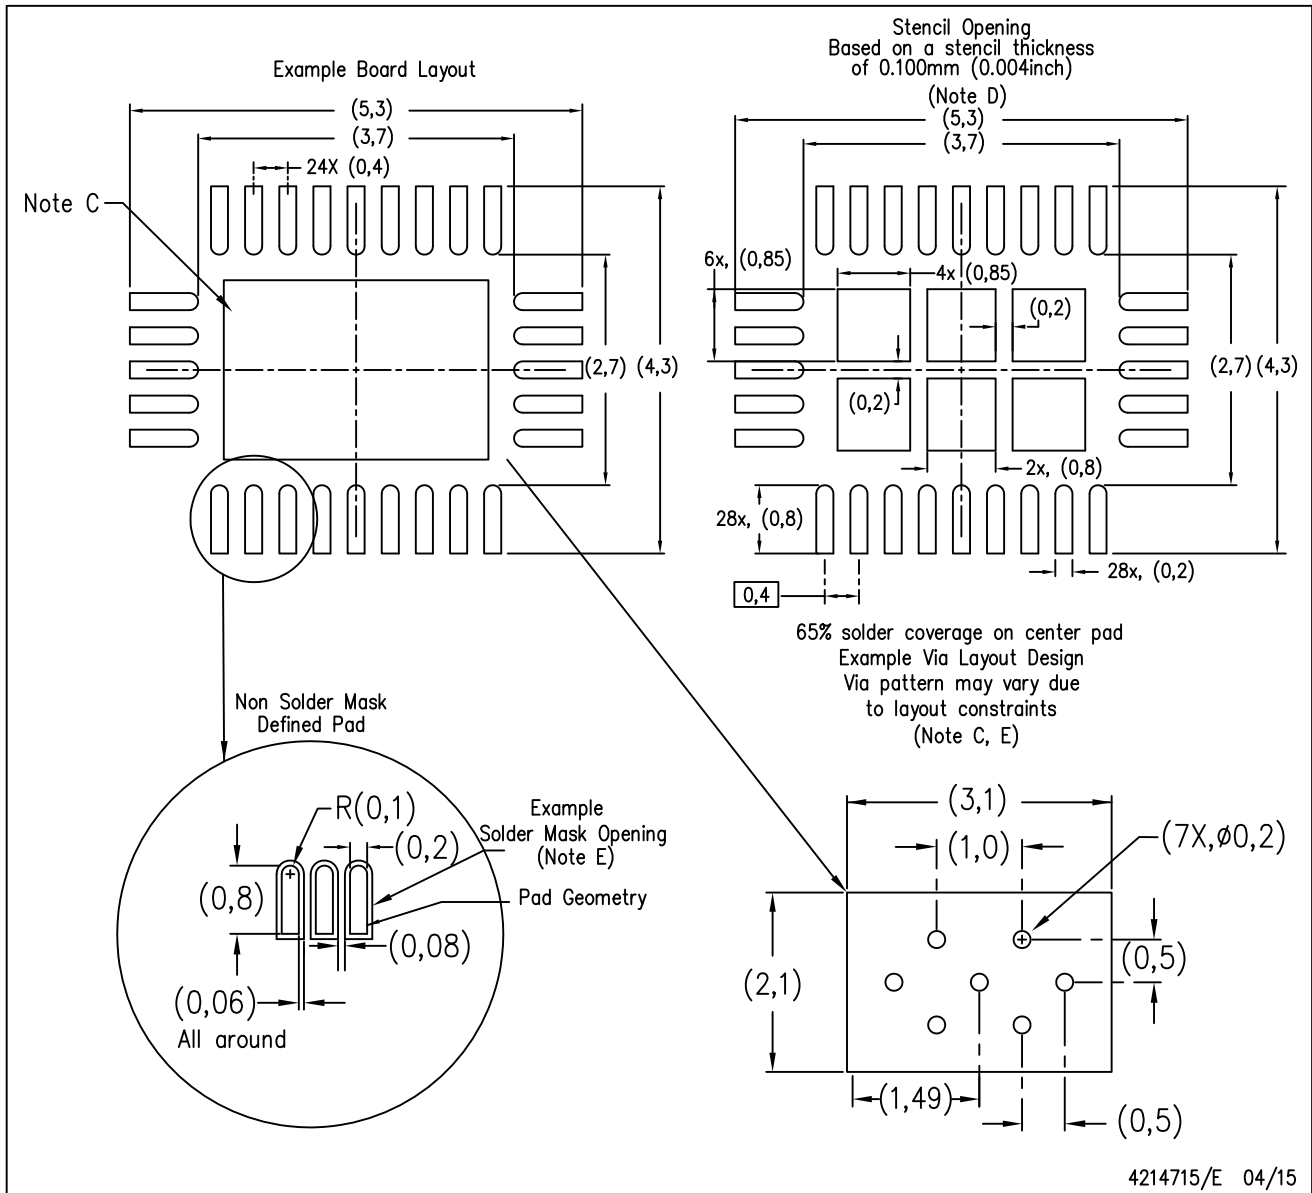 Example Board Layout
(5,3)
(3,7)
24X (0,4)
Note C
(2,7)
(4,3)
Stencil Opening
Based on a stencil thickness
of 0.100mm (0.004inch)
(Note D)
(5,3)
(3,7)
6x, (0,85)
4x (0,85)
(0,2)
(2,7)
(4,3)
(0,2)
2x, (0,8)
28x, (0,8)
28x, (0,2)
0,4
65% solder coverage on center pad
Example Via Layout Design
Via pattern may vary due
to layout constraints
(Note C, E)
Non Solder Mask
Defined Pad
R(0,1)
Example
Solder Mask Opening
(Note E)
(0,2)
(0,8)
Pad Geometry
(0,08)
(0,06)
All around
(3,1)
(1,0)
(7X,ø0,2)
(0,5)
(2,1)
(1,49)
(0,5)
4214715/E 04/15